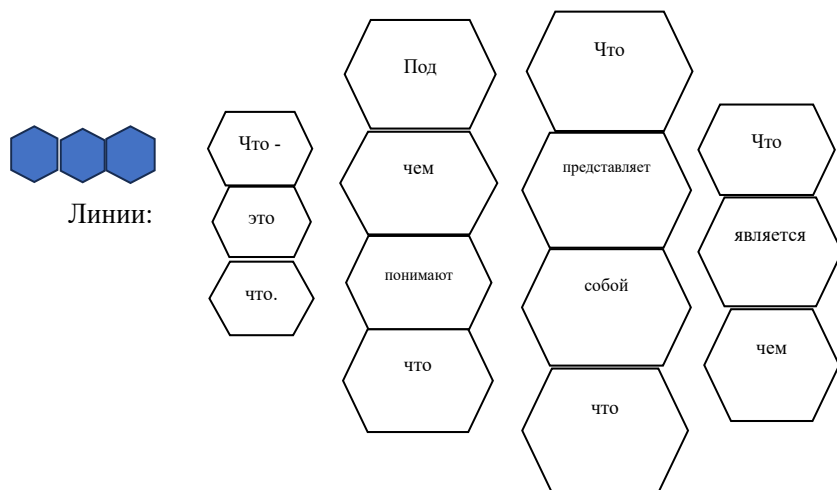 Линии:
Что -
это
что.
Под
чем
понимают
что
Что
представляет
собой
что
Что
является
чем